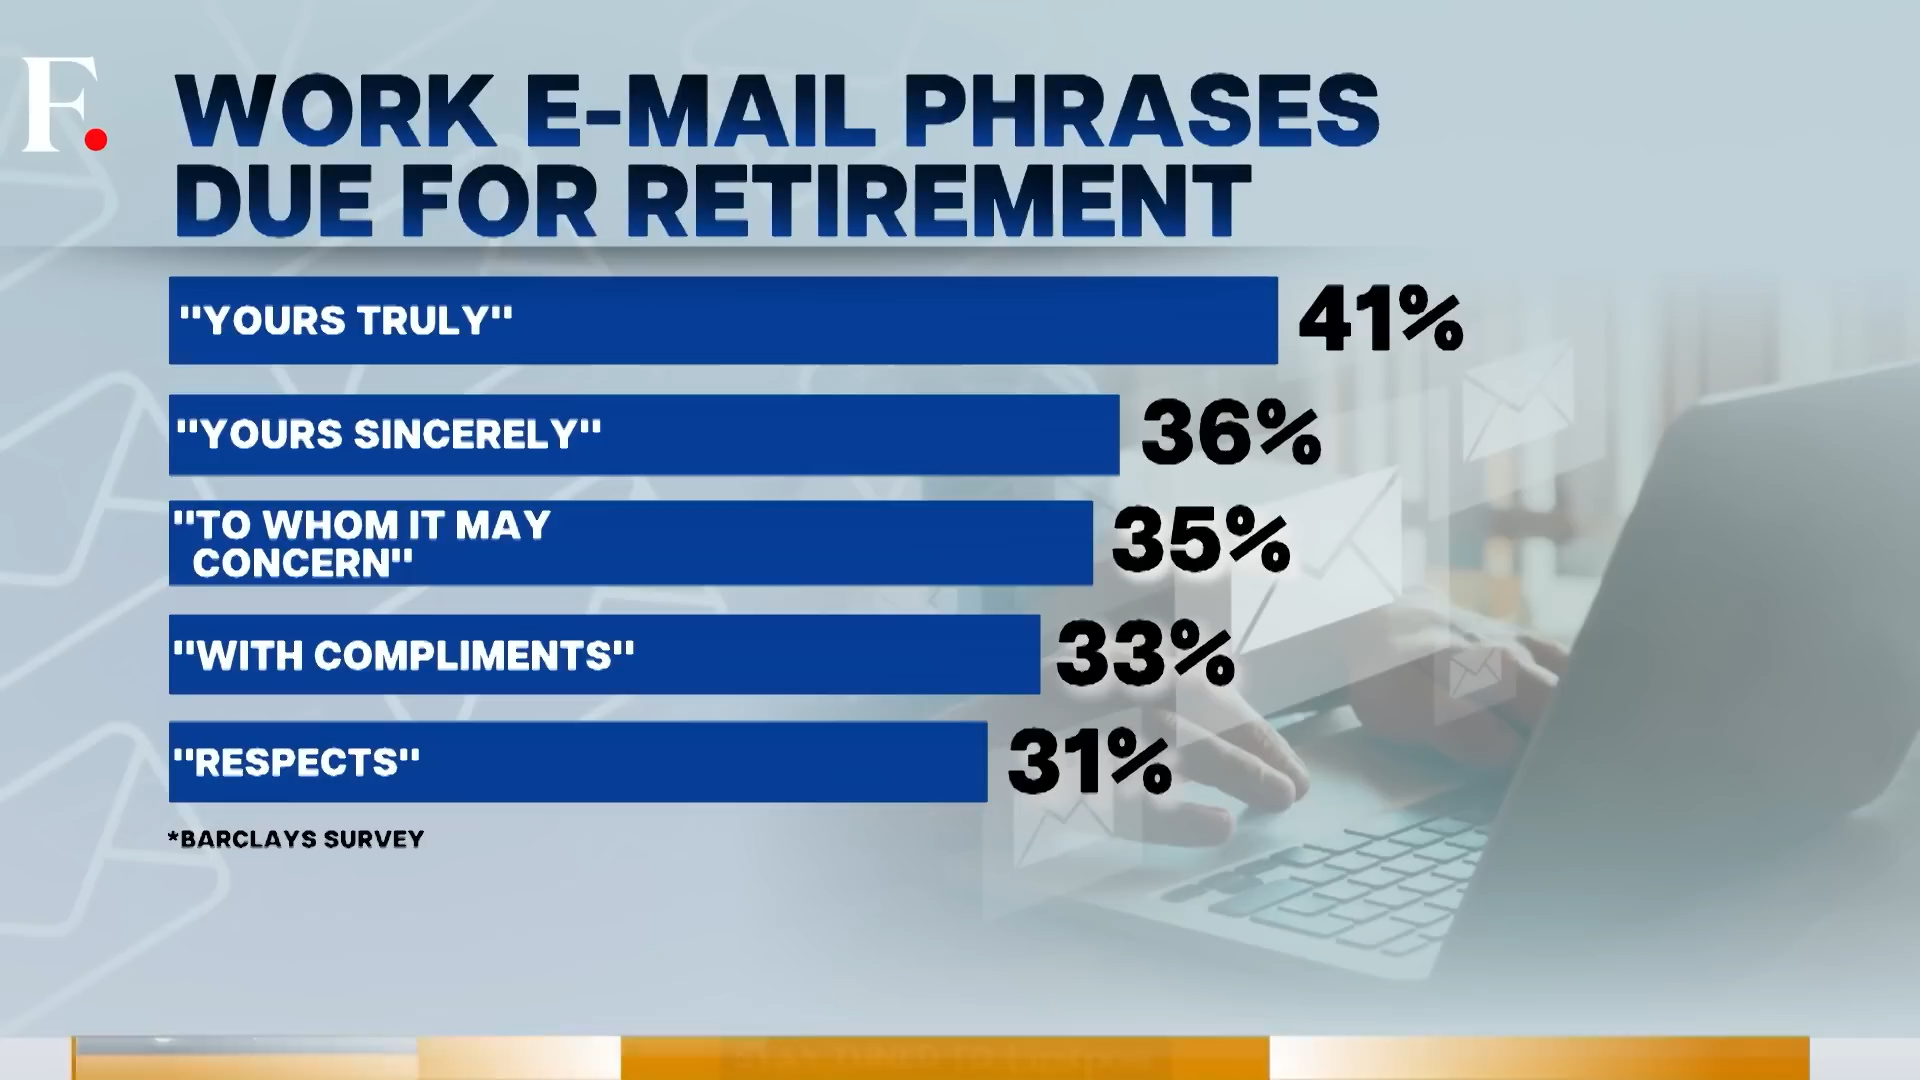 F.
WORK E-MAIL PHRASES
DUE FOR RETIREMENT
"YOURS TRULY" 41%
"YOURS SINCERELY" 36%
"TO WHOM IT MAY
CONCERN" 35%
"WITH COMPLIMENTS" 33%
"RESPECTS" 31%
*BARCLAYS SURVEY